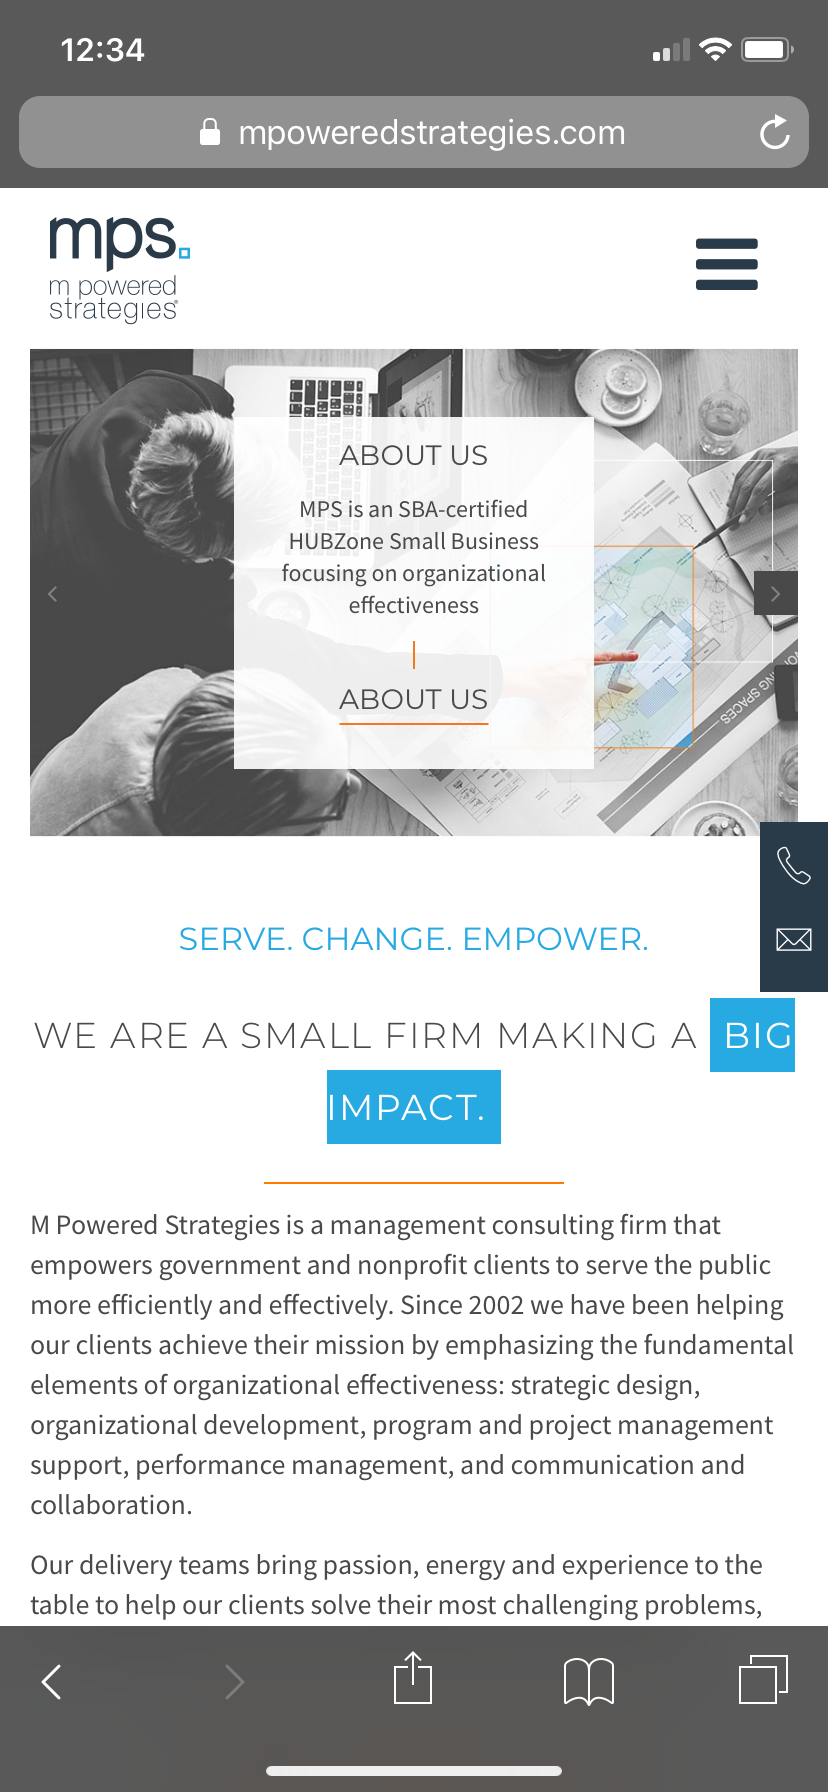 12:34
mpoweredstrategies.com
mps.
m powered
strategies
ABOUT US
MPS is an SBA-certified
HUBZone Small Business
focusing on organizational
effectiveness
ABOUT US
SPACES
SERVE. CHANGE. EMPOWER.
WE ARE A SMALL FIRM MAKING A BIG
IMPACT.
M Powered Strategies is a management consulting firm that
empowers government and nonprofit clients to serve the public
more efficiently and effectively. Since 2002 we have been helping
our clients achieve their mission by emphasizing the fundamental
elements of organizational effectiveness: strategic design,
organizational development, program and project management
support, performance management, and communication and
collaboration.
Our delivery teams bring passion, energy and experience to the
table to help our clients solve their most challenging problems,